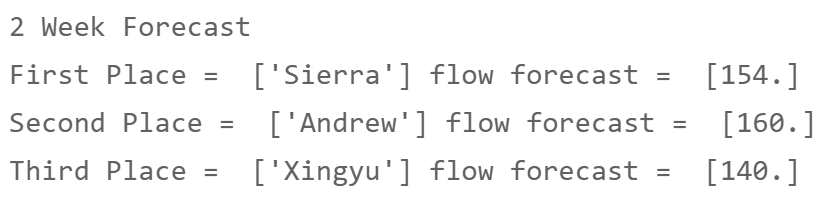 2 Week Forecast
First Place =  ['Sierra'] flow forecast =  [154.]
Second Place =  ['Andrew'] flow forecast =  [160.]
Third Place =  ['Xingyu'] flow forecast =  [140.]